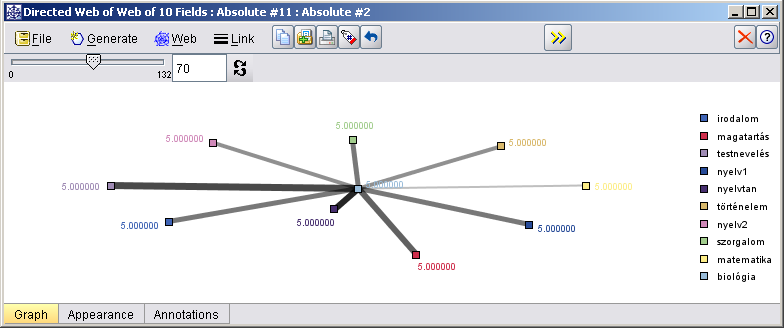 Directed Web of Web of 10 Fields : Absolute #11 : Absolute #2
File Generate Web Link
0 132 70
5.000000
5.000000
5.000000
5.000000
5.000000
5.000000
5.000000
5.000000
5.000000
5.000000
irodalom
magatartás
testnevelés
nyelv1
nyelvtan
történelem
nyelv2
szorgalom
matematika
biológia
Graph Appearance Annotations